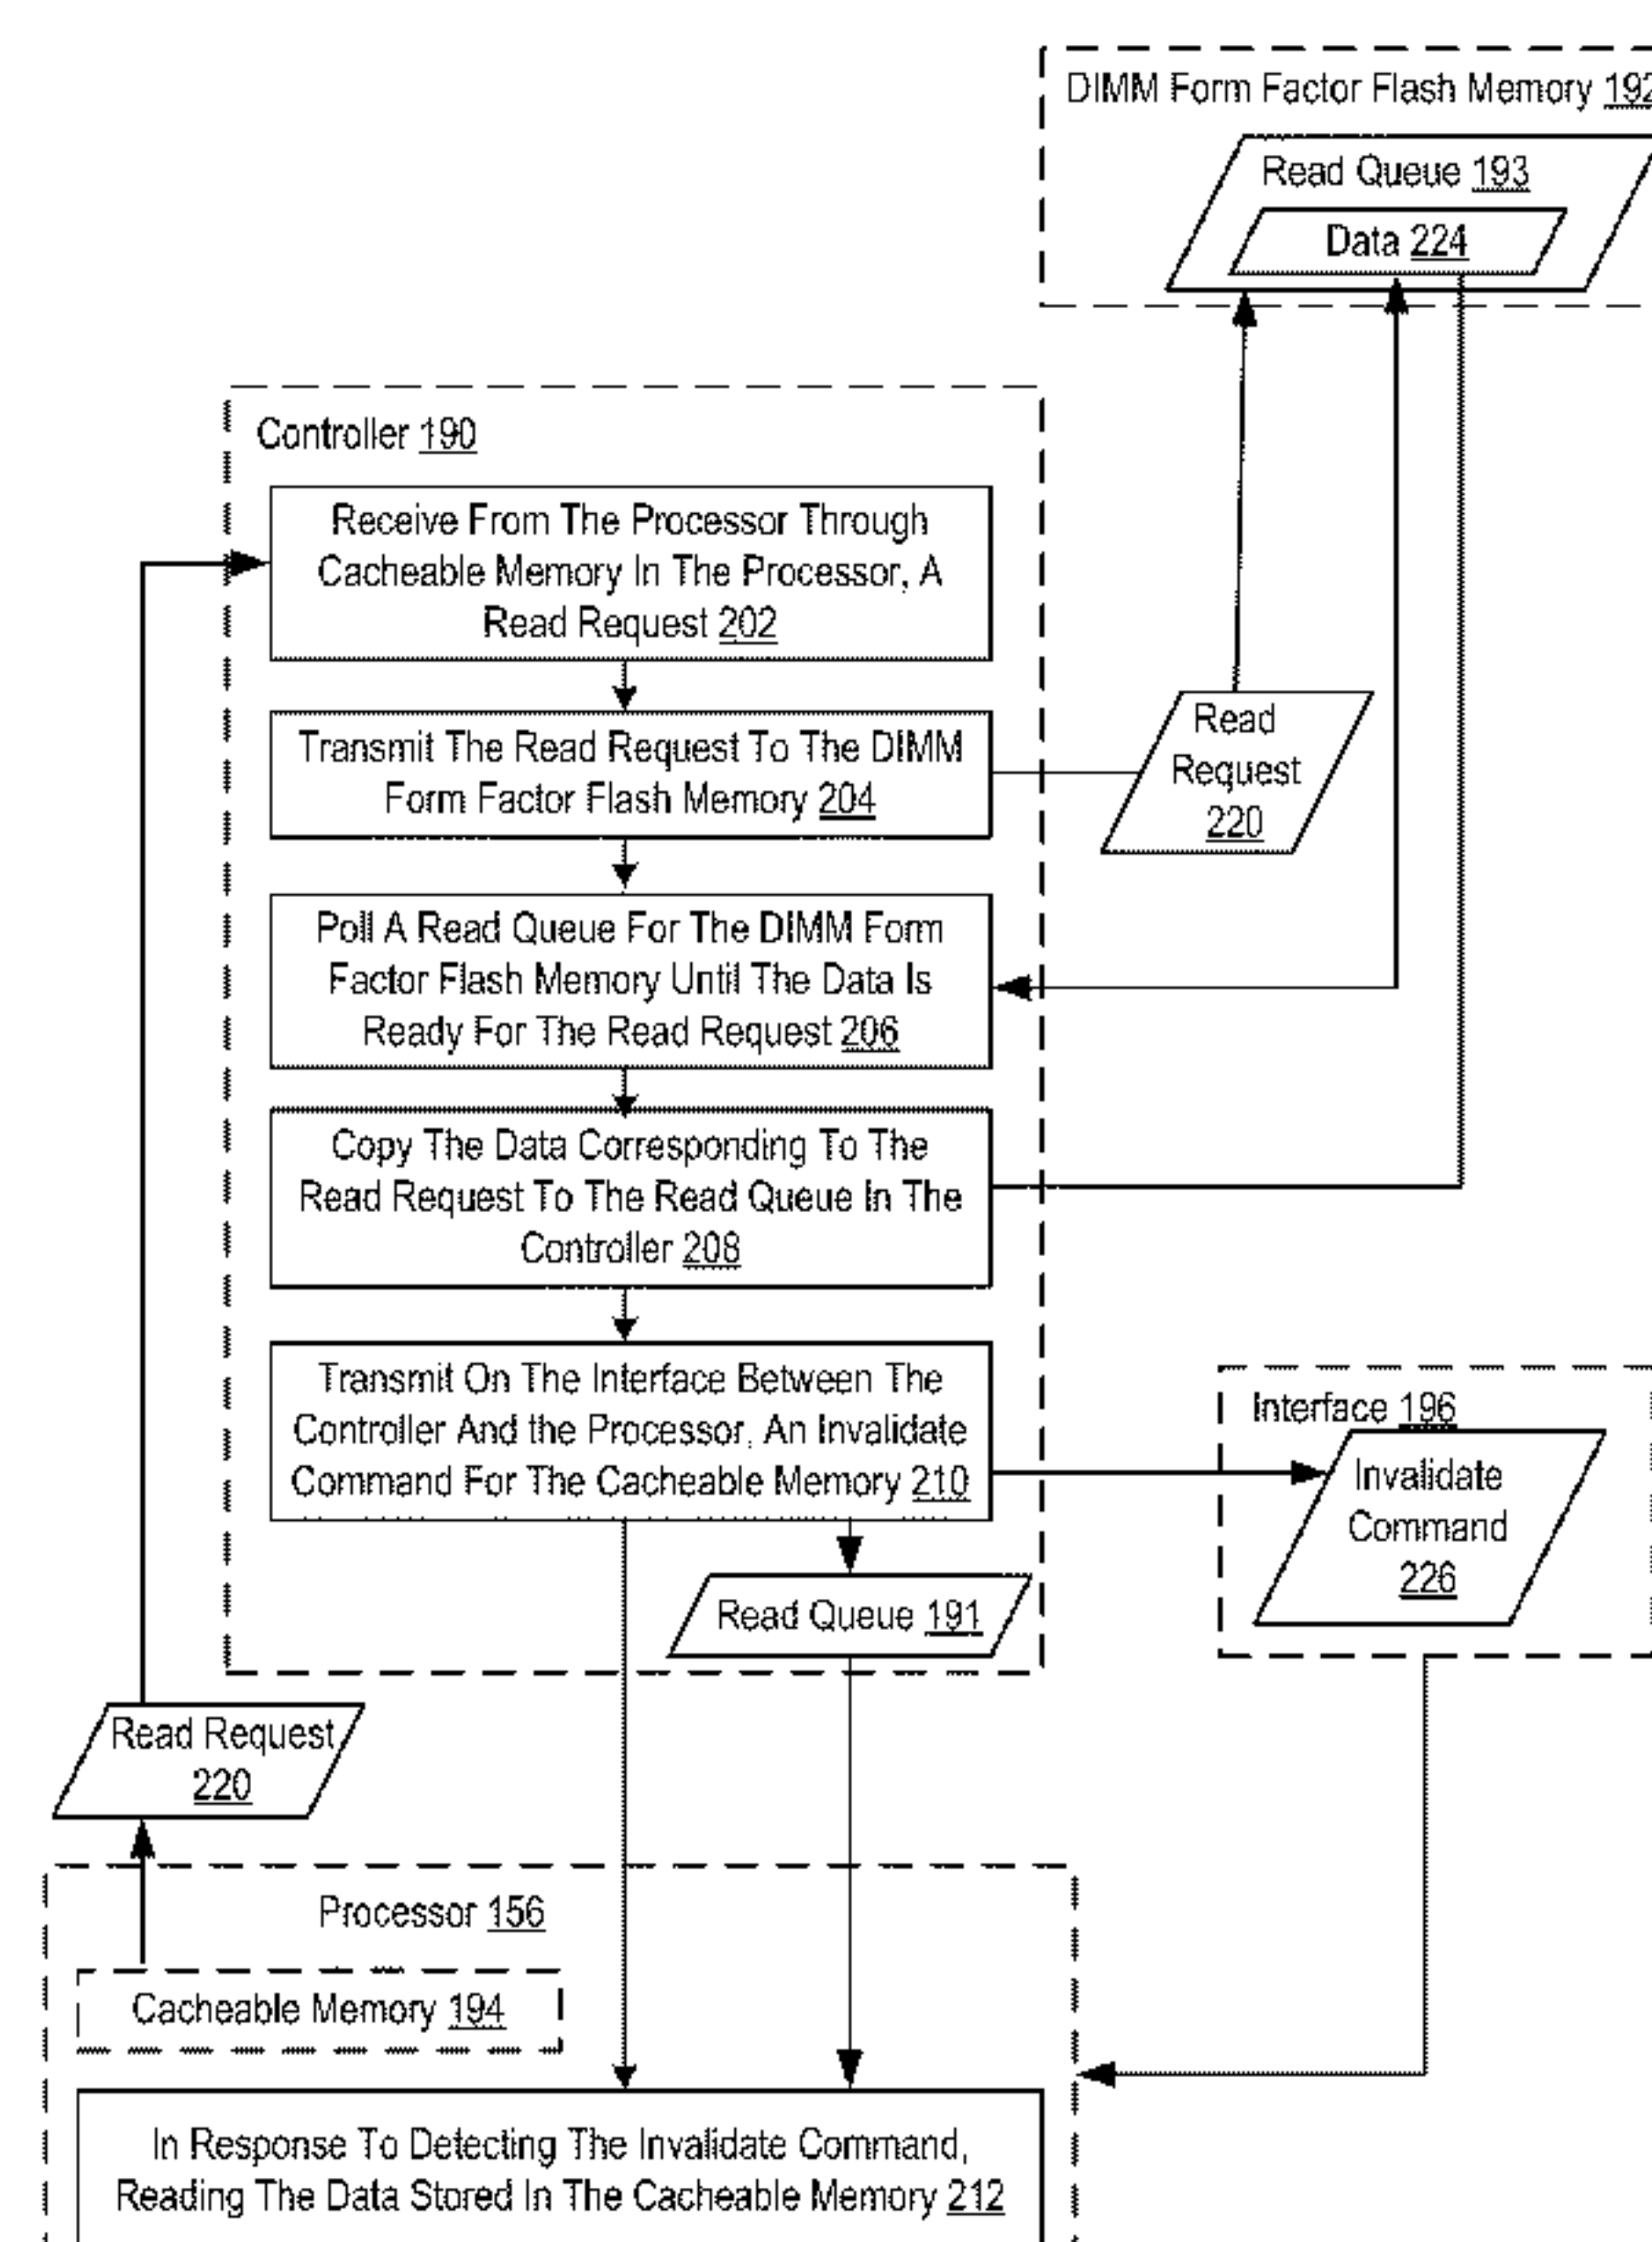 DIMM Form Factor Flash Memory 192
Read Queue 193
Data 224
Controller 190
Receive From The Processor Through
Cacheable Memory In The Processor, A
Read Request 202
Transmit The Read Request To The DIMM
Form Factor Flash Memory 204
Read
Request
220
Poll A Read Queue For The DIMM Form
Factor Flash Memory Until The Data Is
Ready For The Read Request 206
Copy The Data Corresponding To The
Read Request To The Read Queue In The
Controller 208
Transmit On The Interface Between The
Controller And the Processor, An Invalidate
Command For The Cacheable Memory 210
Interface 196
Invalidate
Command
226
Read Queue 191
Read Request
220
Processor 156
Cacheable Memory 194
In Response To Detecting The Invalidate Command,
Reading The Data Stored In The Cacheable Memory 212